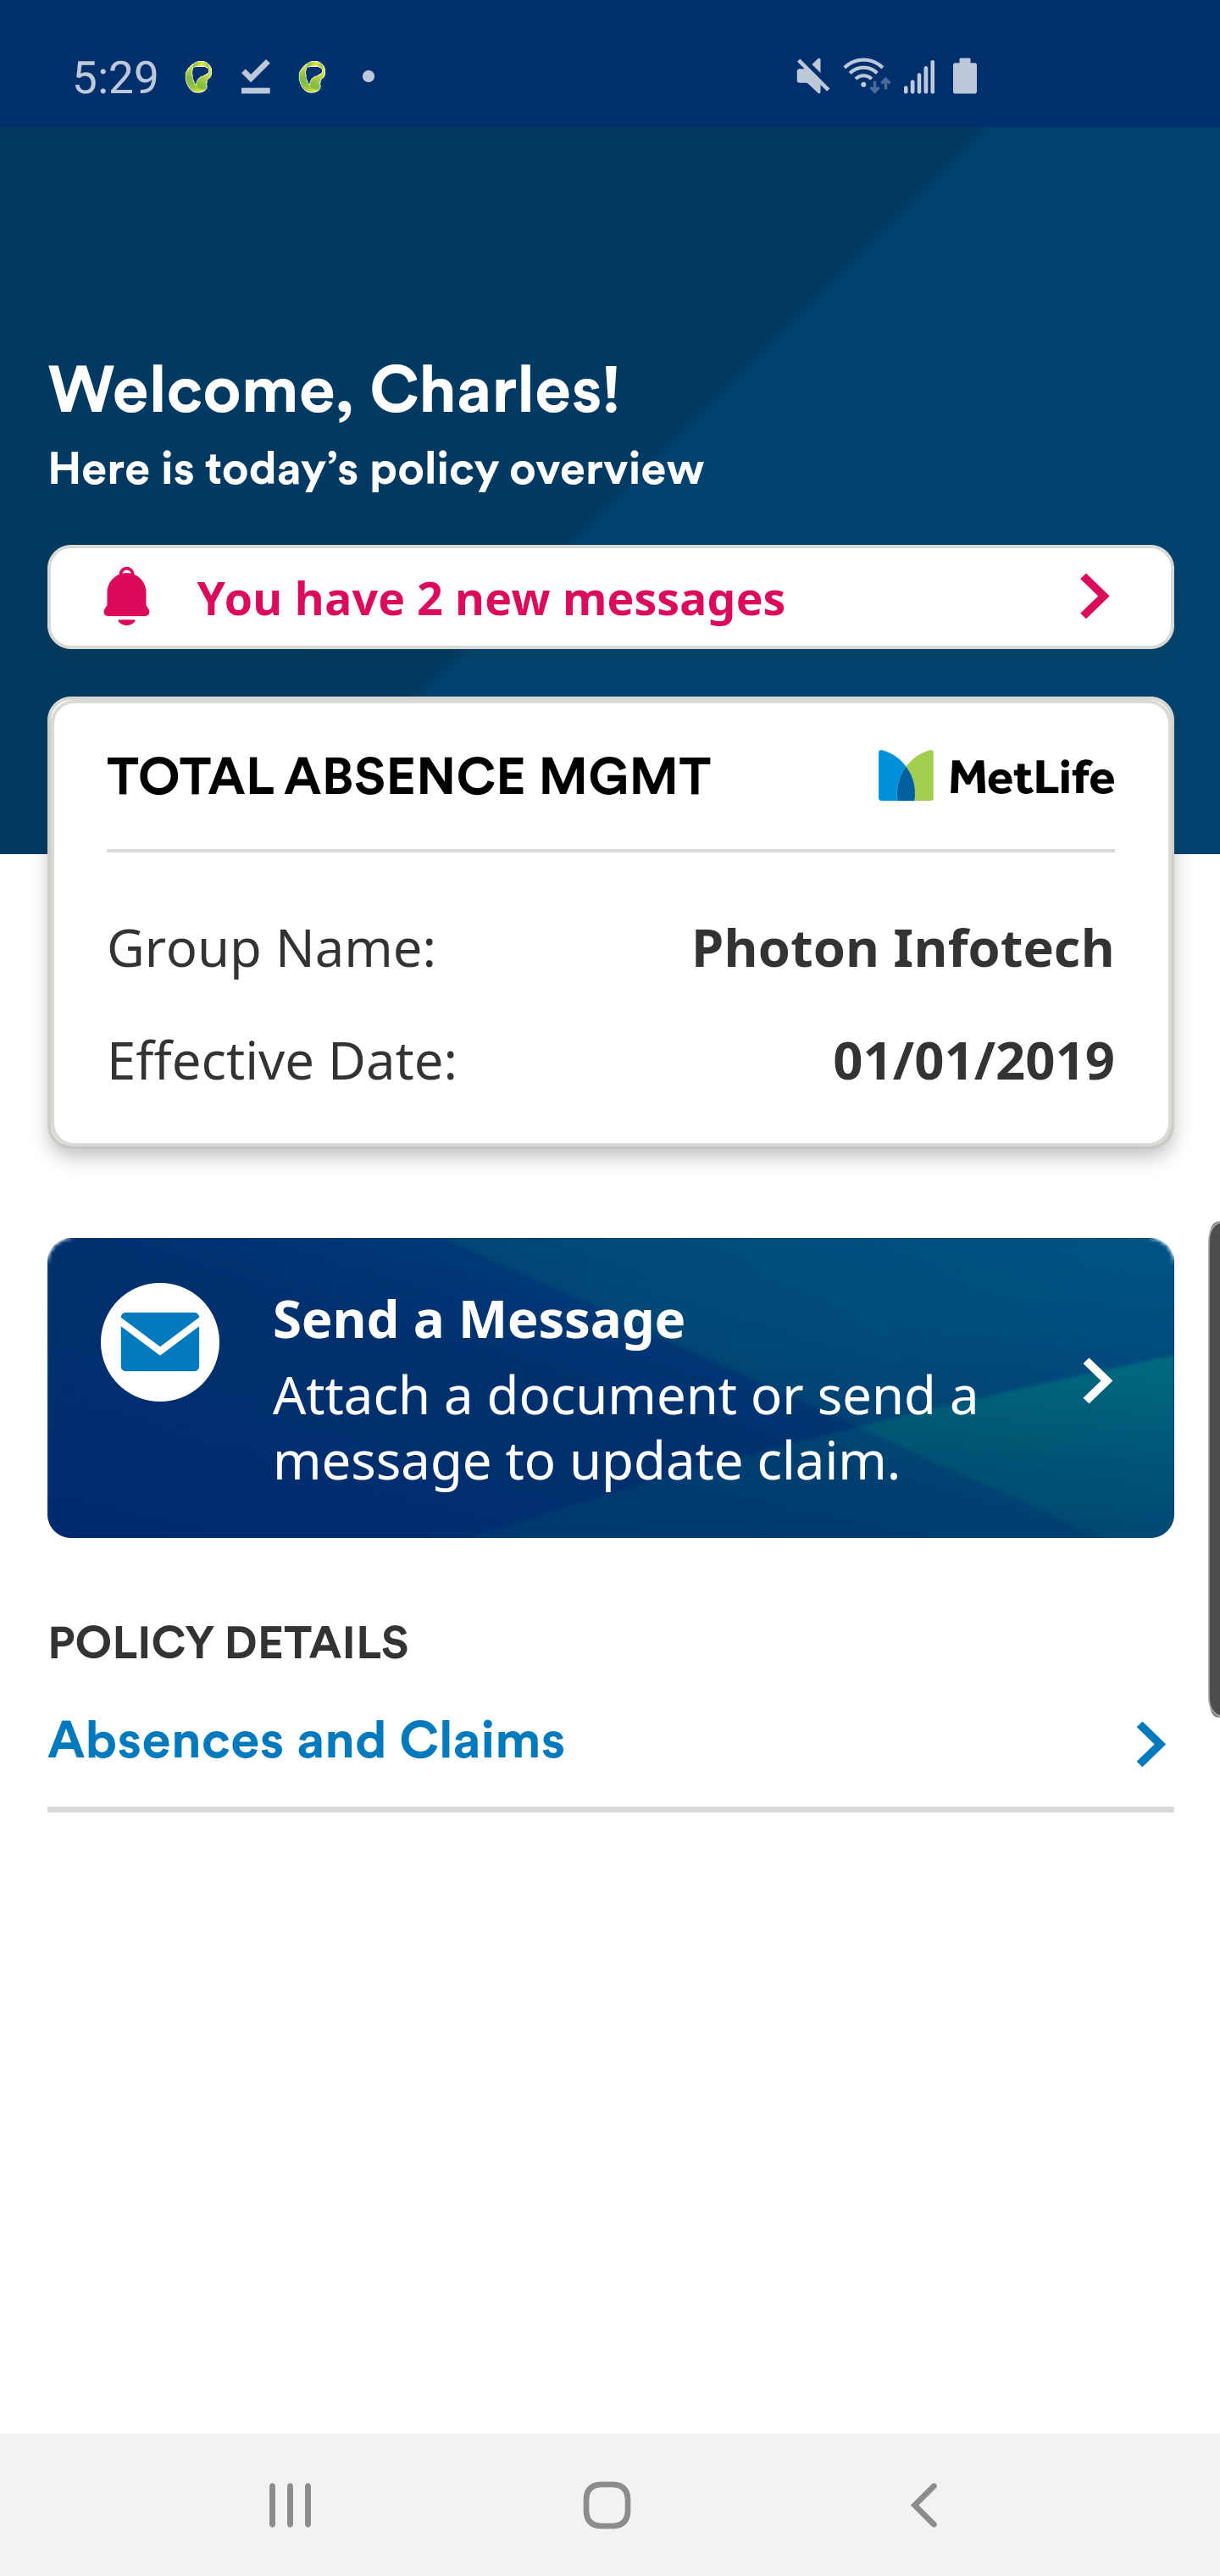 5:29
Welcome, Charles!
Here is today’s policy overview
You have 2 new messages
TOTAL ABSENCE MGMT
MetLife
Group Name:
Photon Infotech
Effective Date:
01/01/2019
Send a Message
Attach a document or send a
message to update claim.
POLICY DETAILS
Absences and Claims